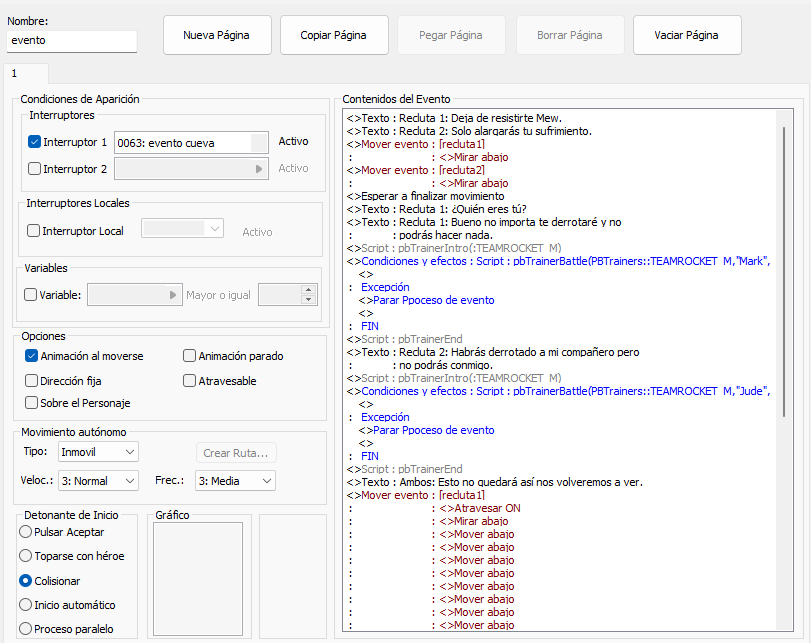 Nombre:
evento
Nueva Página
Copiar Página
Pegar Página
Borrar Página
Vaciar Página
1
Condiciones de Aparición
Interruptores
Interruptor 1
0063: evento cueva
Activo
Interruptor 2
Activo
Interruptores Locales
Interruptor Local
Activo
Variables
Variable:
Mayor o igual
Opciones
Animación al moverse
Animación parado
Dirección fija
Atravesable
Sobre el Personaje
Movimiento autónomo
Tipo:
Inmovil
Crear Ruta...
Veloc.:
3: Normal
Frec.:
3: Media
Detonante de Inicio
Pulsar Aceptar
Toparse con héroe
Colisionar
Inicio automático
Proceso paralelo
Gráfico
Contenidos del Evento
<>Texto : Recluta 1: Deja de resistirte Mew.
<>Texto : Recluta 2: Solo alargarás tu sufrimiento.
<>Mover evento : [recluta1]
: : <>Mirar abajo
<>Mover evento : [recluta2]
: : <>Mirar abajo
<>Esperar a finalizar movimiento
<>Texto : Recluta 1: ¿Quién eres tú?
<>Texto : Recluta 1: Bueno no importa te derrotaré y no
: : podrás hacer nada.
<>Script : pbTrainerIntro(:TEAMROCKET_M)
<>Condiciones y efectos : Script : pbTrainerBattle(PBTrainers::TEAMROCKET_M,"Mark",
<>
: Excepción
<>Parar Ppoceso de evento
<>
: FIN
<>Script : pbTrainerEnd
<>Texto : Recluta 2: Habrás derrotado a mi compañero pero
: : no podrás conmigo.
<>Script : pbTrainerIntro(:TEAMROCKET_M)
<>Condiciones y efectos : Script : pbTrainerBattle(PBTrainers::TEAMROCKET_M,"Jude",
<>
: Excepción
<>Parar Ppoceso de evento
<>
: FIN
<>Script : pbTrainerEnd
<>Texto : Ambos: Esto no quedará así nos volveremos a ver.
<>Mover evento : [recluta1]
: : <>Atravesar ON
: : <>Mirar abajo
: : <>Mover abajo
: : <>Mover abajo
: : <>Mover abajo
: : <>Mover abajo
: : <>Mover abajo
: : <>Mover abajo
: : <>Mover abajo
: : <>Mover abajo